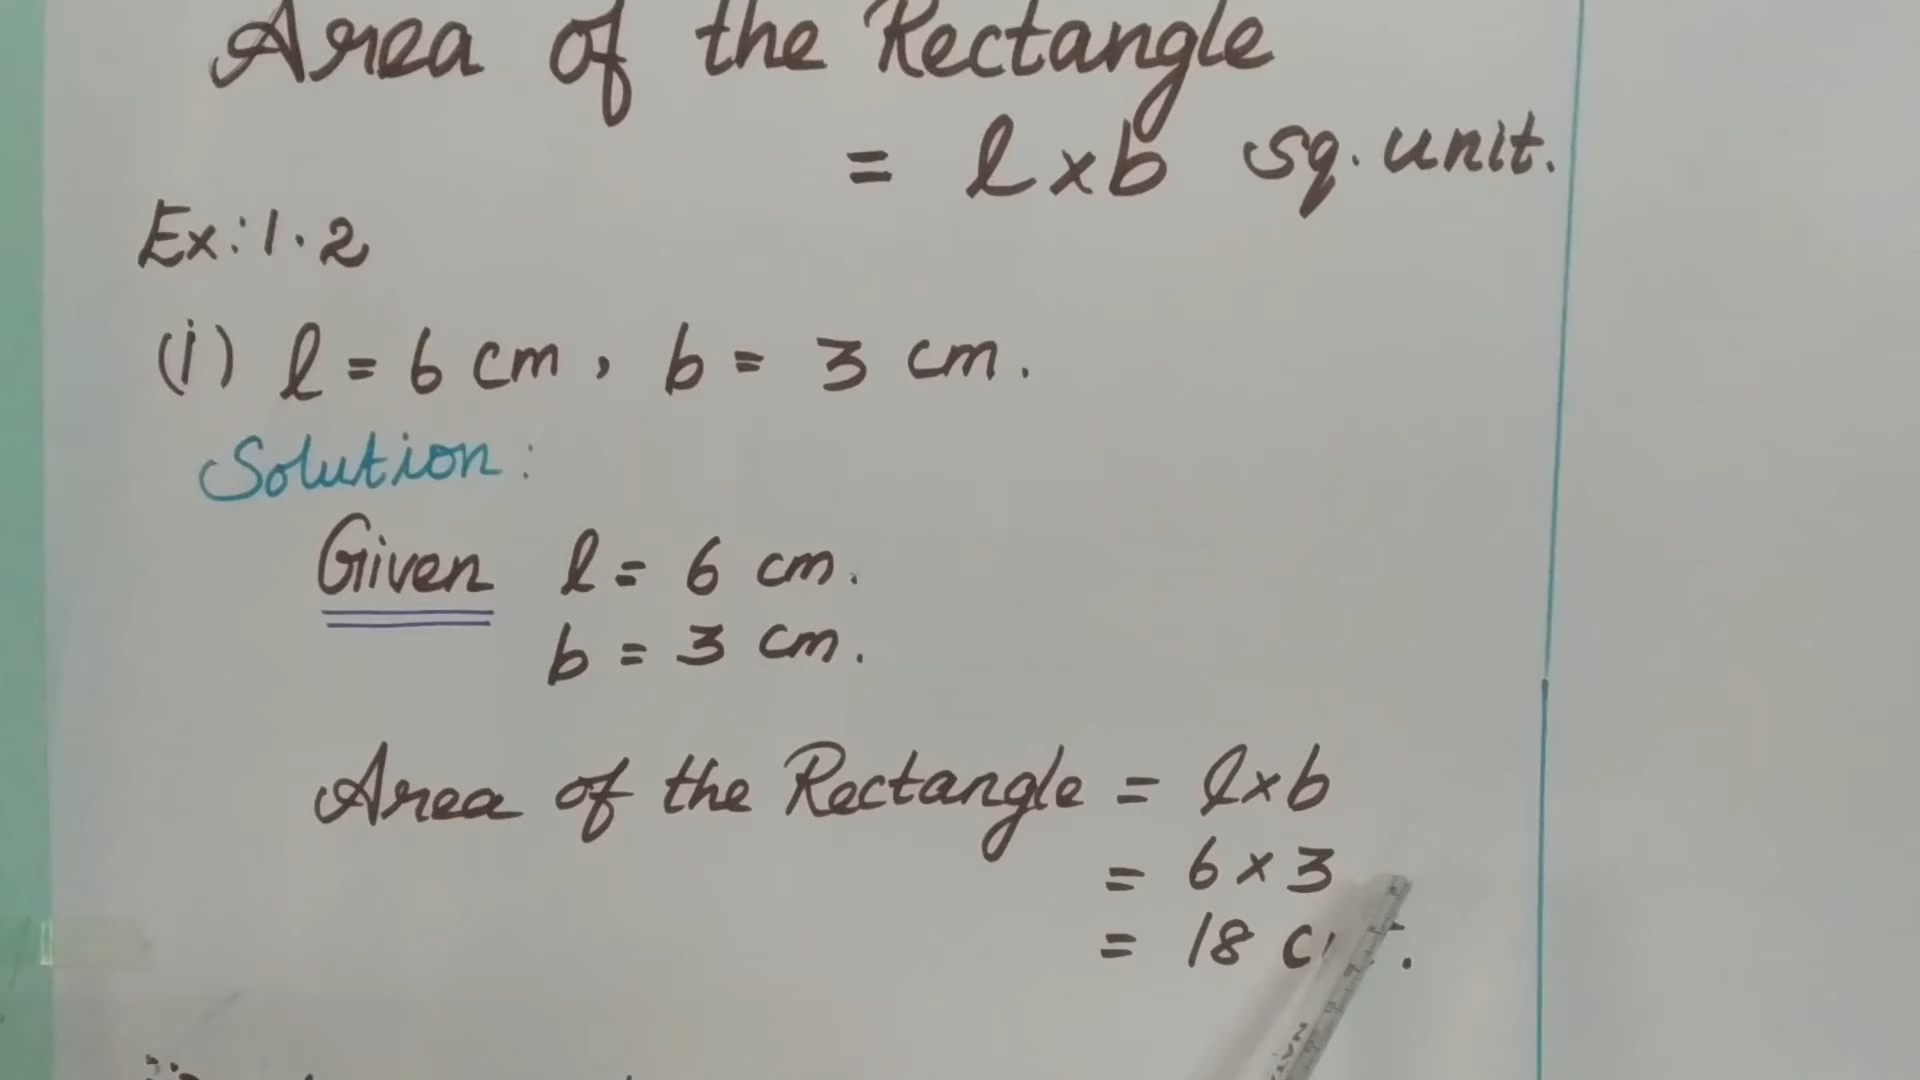 Area of the Rectangle
= l×b sq. unit.
Ex: 1.2
(i) l = 6 cm, b = 3 cm.
Solution:
Given l = 6 cm.
b = 3 cm.
Area of the Rectangle = l×b
= 6 × 3
= 18